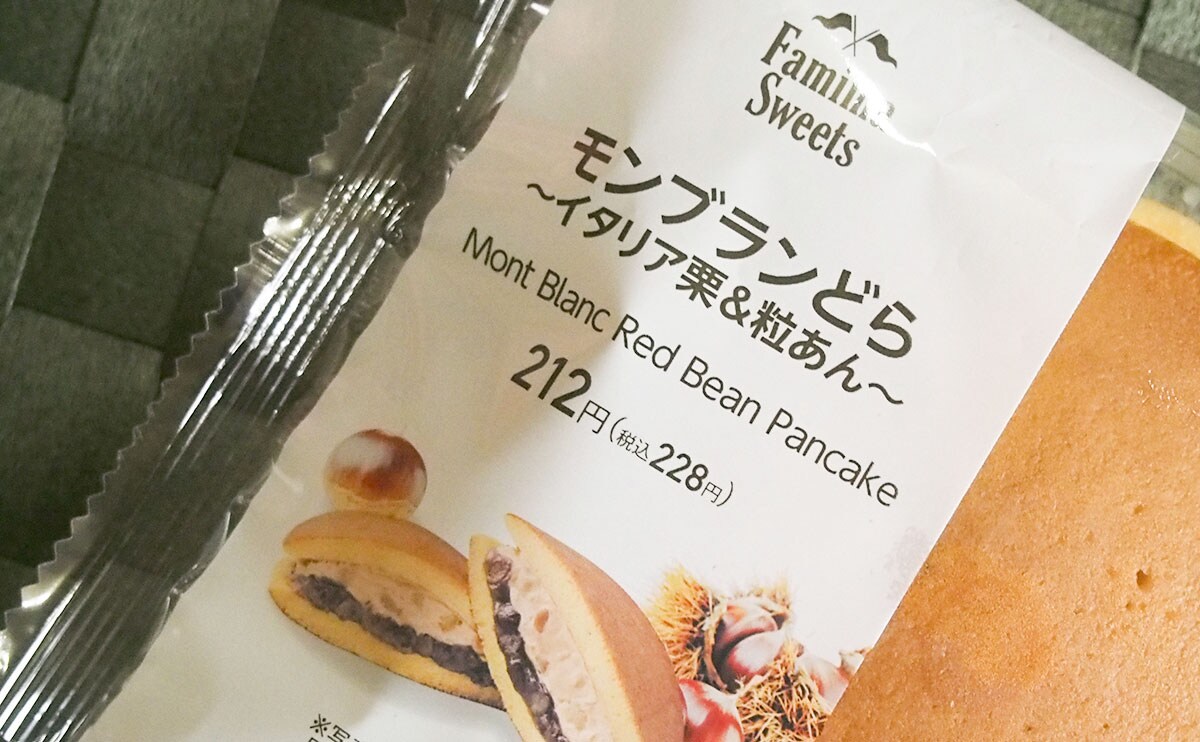 Famima
Sweets
モンブランどら
～イタリア栗＆粒あん～
Mont Blanc Red Bean Pancake
212円(税込228円)
※写